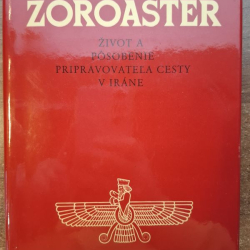 ZOROASTER
ŽIVOT A
PÔSOBENIE
PRIPRAVOVATEĽA CESTY
V IRÁNE